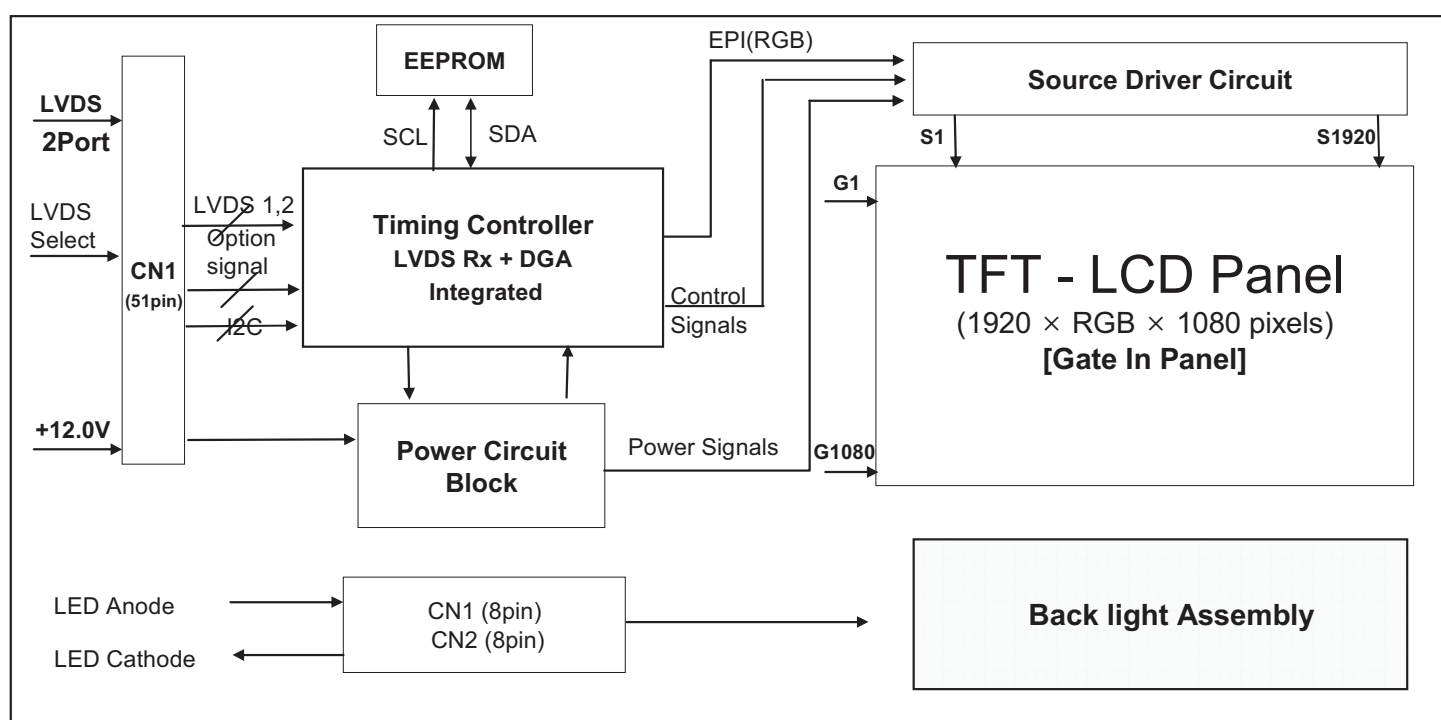 EPI(RGB)
EEPROM
Source Driver Circuit
LVDS
2Port
SCL
SDA
S1
S1920
G1
LVDS
Select
LVDS 1,2
Option
signal
CN1
(51pin)
I2C
Timing Controller
LVDS Rx + DGA
Integrated
Control
Signals
TFT - LCD Panel
(1920 × RGB × 1080 pixels)
[Gate In Panel]
+12.0V
Power Circuit
Block
Power Signals
G1080
LED Anode
LED Cathode
CN1 (8pin)
CN2 (8pin)
Back light Assembly